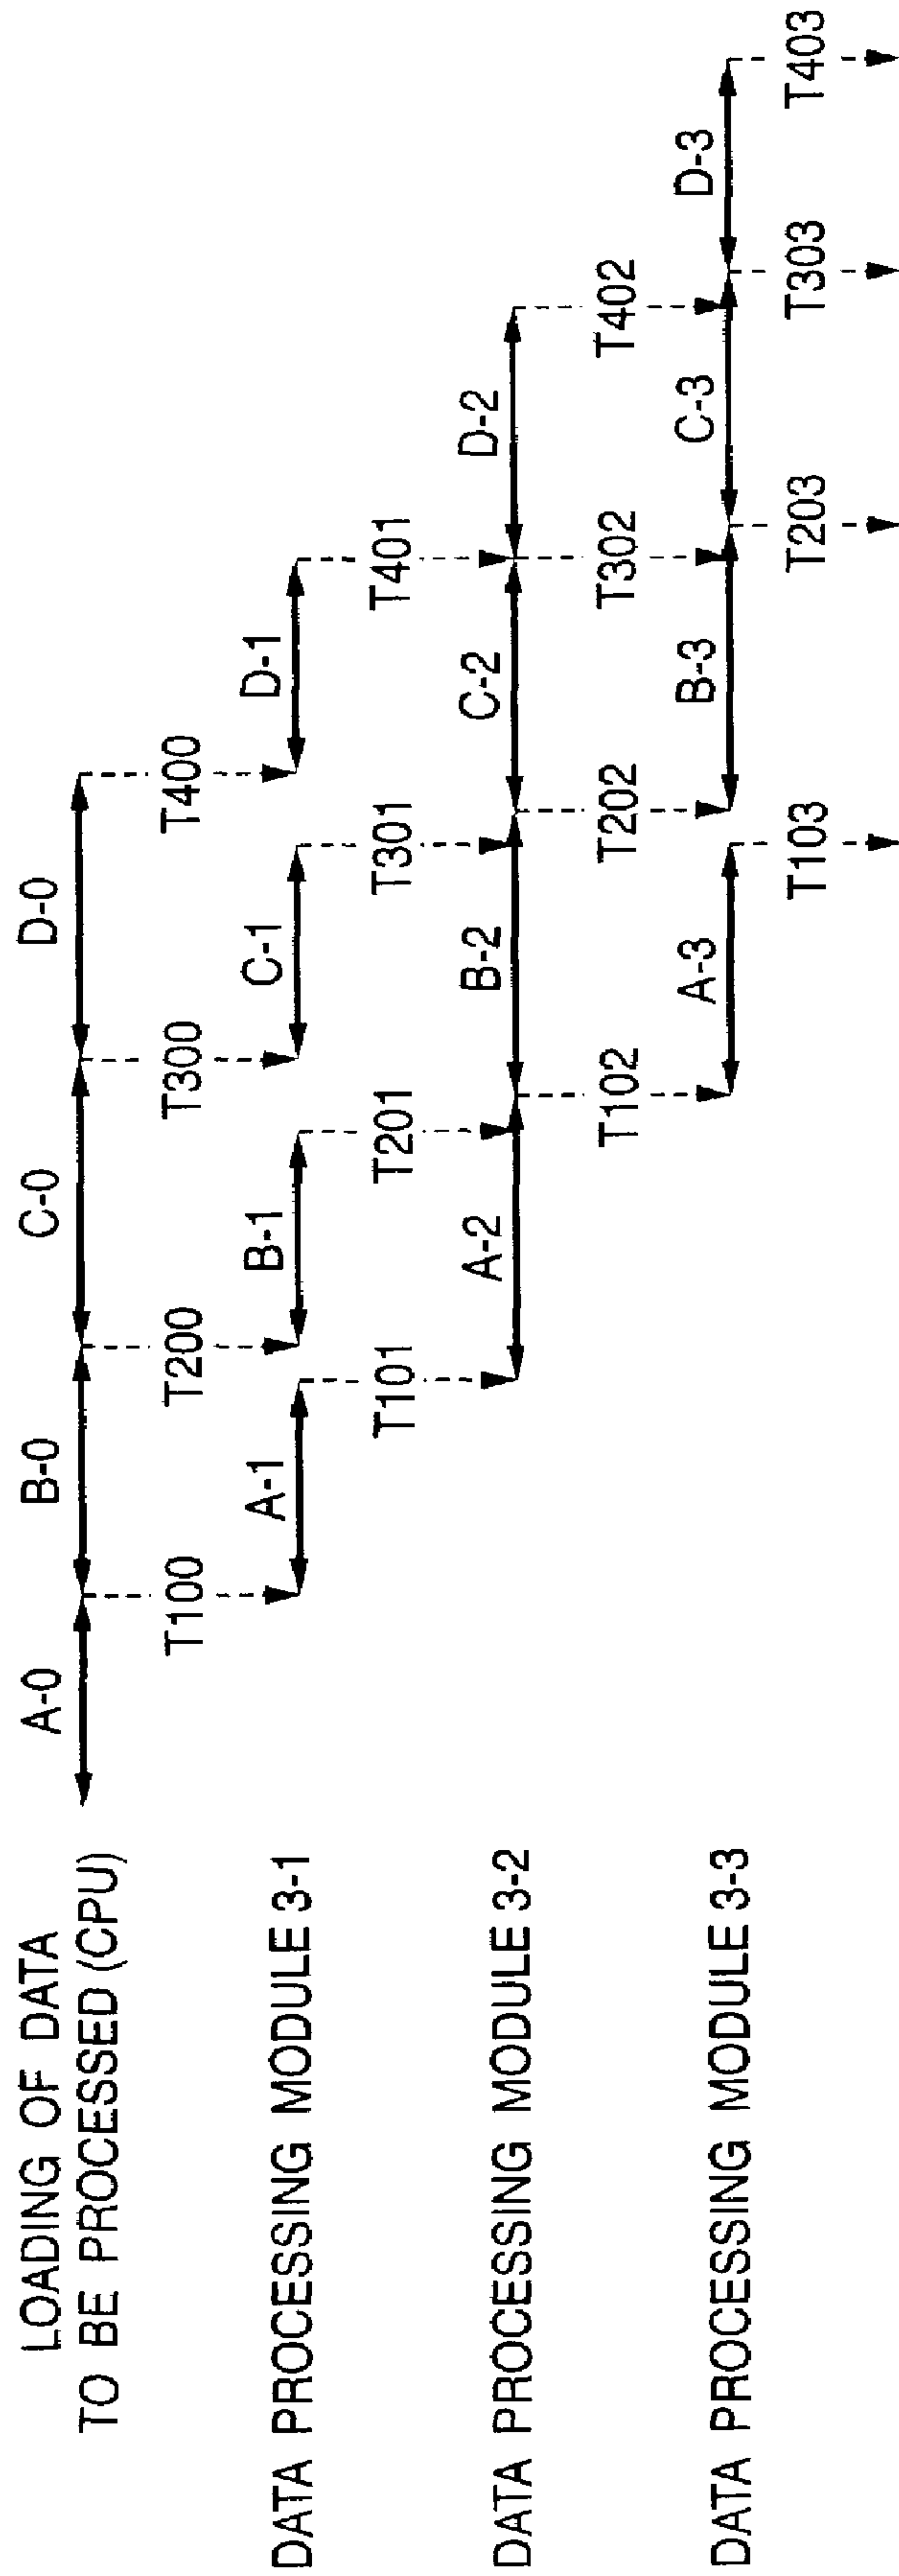 LOADING OF DATA
TO BE PROCESSED (CPU)
A-0 B-0 C-0 D-0
T100 T200 T300 T400
DATA PROCESSING MODULE 3-1
A-1 B-1 C-1 D-1
T101 T201 T301 T401
DATA PROCESSING MODULE 3-2
A-2 B-2 C-2 D-2
T102 T202 T302 T402
DATA PROCESSING MODULE 3-3
A-3 B-3 C-3 D-3
T103 T203 T303 T403